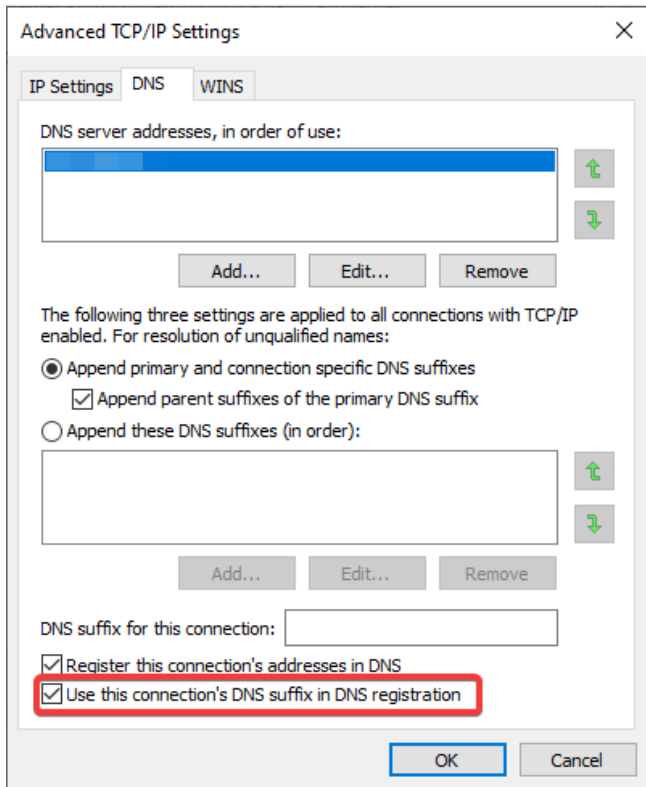 Advanced TCP/IP Settings
IP Settings DNS WINS
DNS server addresses, in order of use:
Add... Edit... Remove
The following three settings are applied to all connections with TCP/IP
enabled. For resolution of unqualified names:
Append primary and connection specific DNS suffixes
Append parent suffixes of the primary DNS suffix
Append these DNS suffixes (in order):
Add... Edit... Remove
DNS suffix for this connection:
Register this connection's addresses in DNS
Use this connection's DNS suffix in DNS registration
OK Cancel